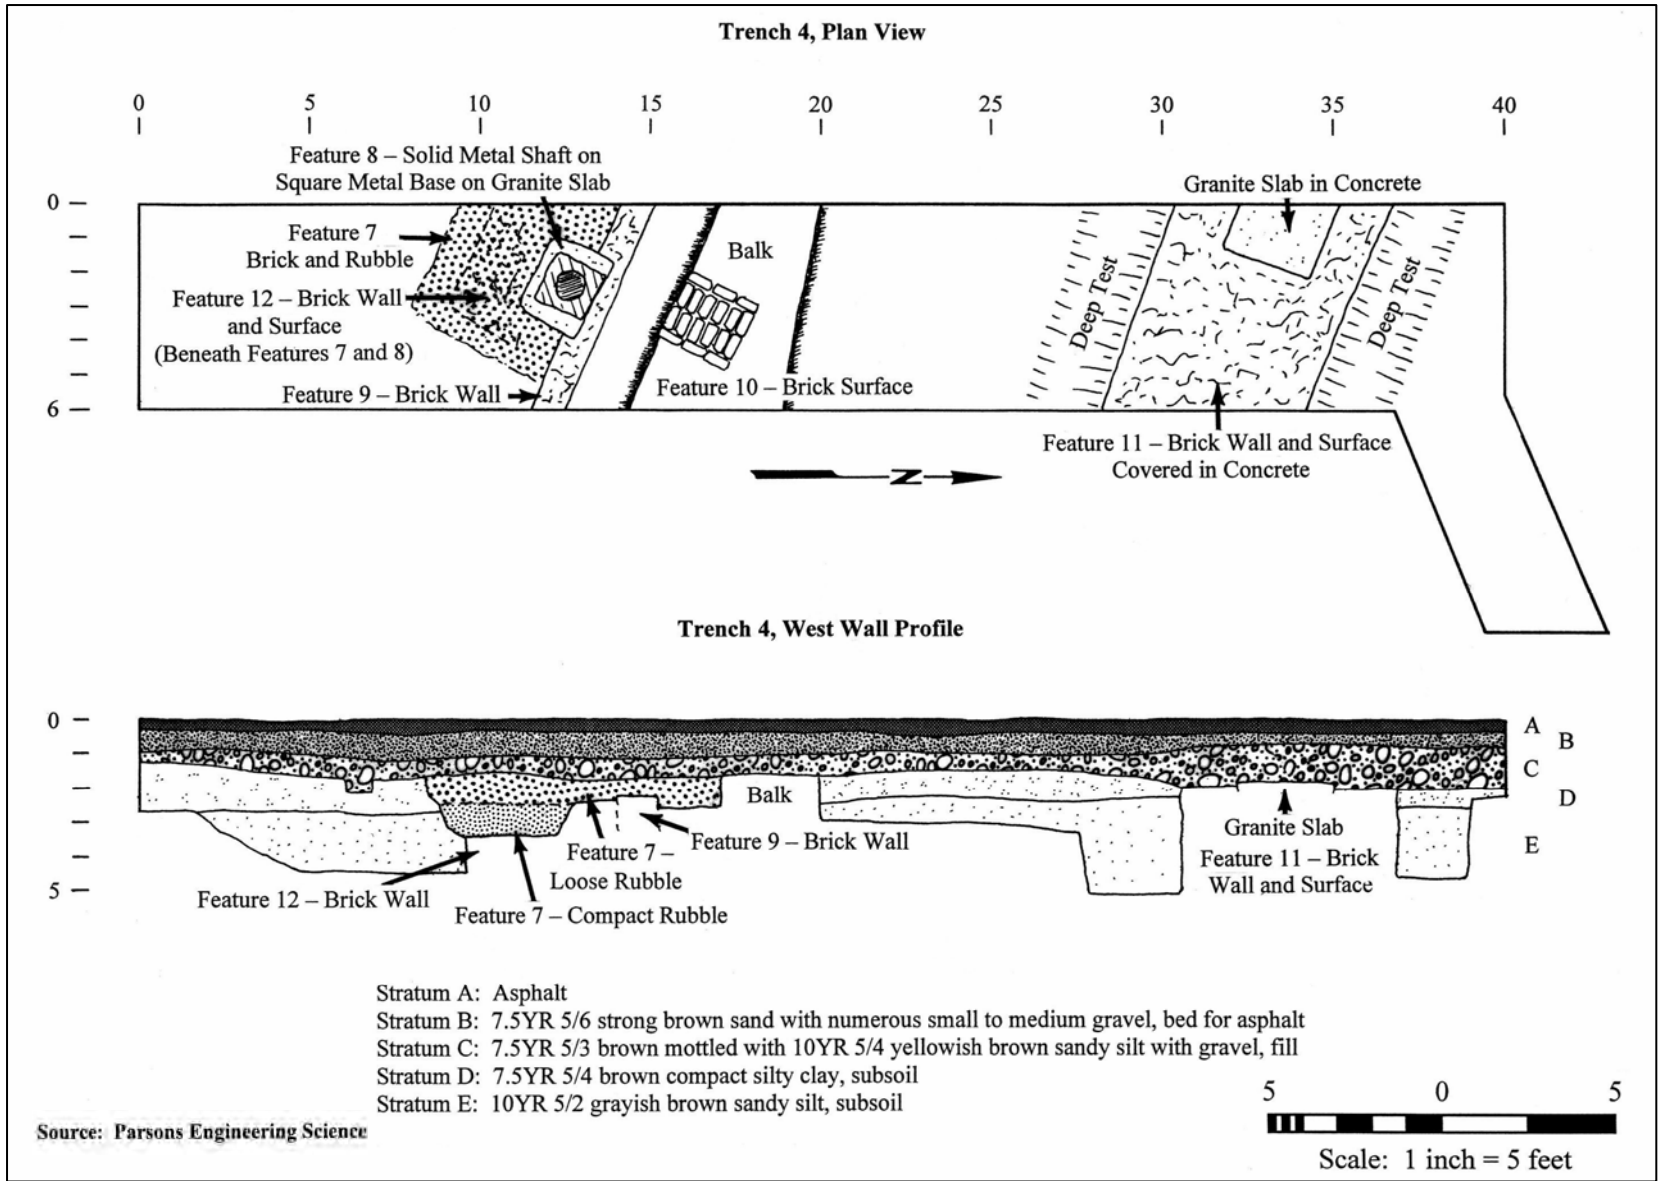 Trench 4, Plan View
0 5 10 15 20 25 30 35 40
Feature 8 – Solid Metal Shaft on
Square Metal Base on Granite Slab
Granite Slab in Concrete
0
Feature 7
Brick and Rubble
Balk
Feature 12 – Brick Wall
and Surface
(Beneath Features 7 and 8)
Deep Test
Deep Test
Feature 9 – Brick Wall
Feature 10 – Brick Surface
6
Feature 11 – Brick Wall and Surface
Covered in Concrete
N
Trench 4, West Wall Profile
0
A
B
C
D
E
Balk
Granite Slab
Feature 11 – Brick
Wall and Surface
Feature 9 – Brick Wall
Feature 7 –
Loose Rubble
5
Feature 12 – Brick Wall
Feature 7 – Compact Rubble
Stratum A: Asphalt
Stratum B: 7.5YR 5/6 strong brown sand with numerous small to medium gravel, bed for asphalt
Stratum C: 7.5YR 5/3 brown mottled with 10YR 5/4 yellowish brown sandy silt with gravel, fill
Stratum D: 7.5YR 5/4 brown compact silty clay, subsoil
Stratum E: 10YR 5/2 grayish brown sandy silt, subsoil
5 0 5
Source: Parsons Engineering Science
Scale: 1 inch = 5 feet